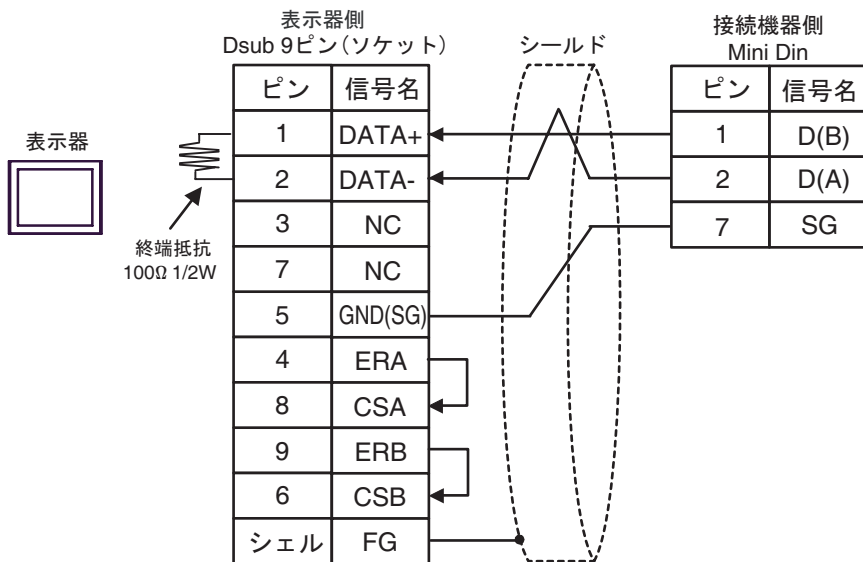 表示器側
Dsub 9ピン(ソケット)
シールド
接続機器側
Mini Din
ピン 信号名
1 DATA+
2 DATA-
3 NC
7 NC
5 GND(SG)
4 ERA
8 CSA
9 ERB
6 CSB
シェル FG
ピン 信号名
1 D(B)
2 D(A)
7 SG
表示器
終端抵抗
100Ω 1/2W